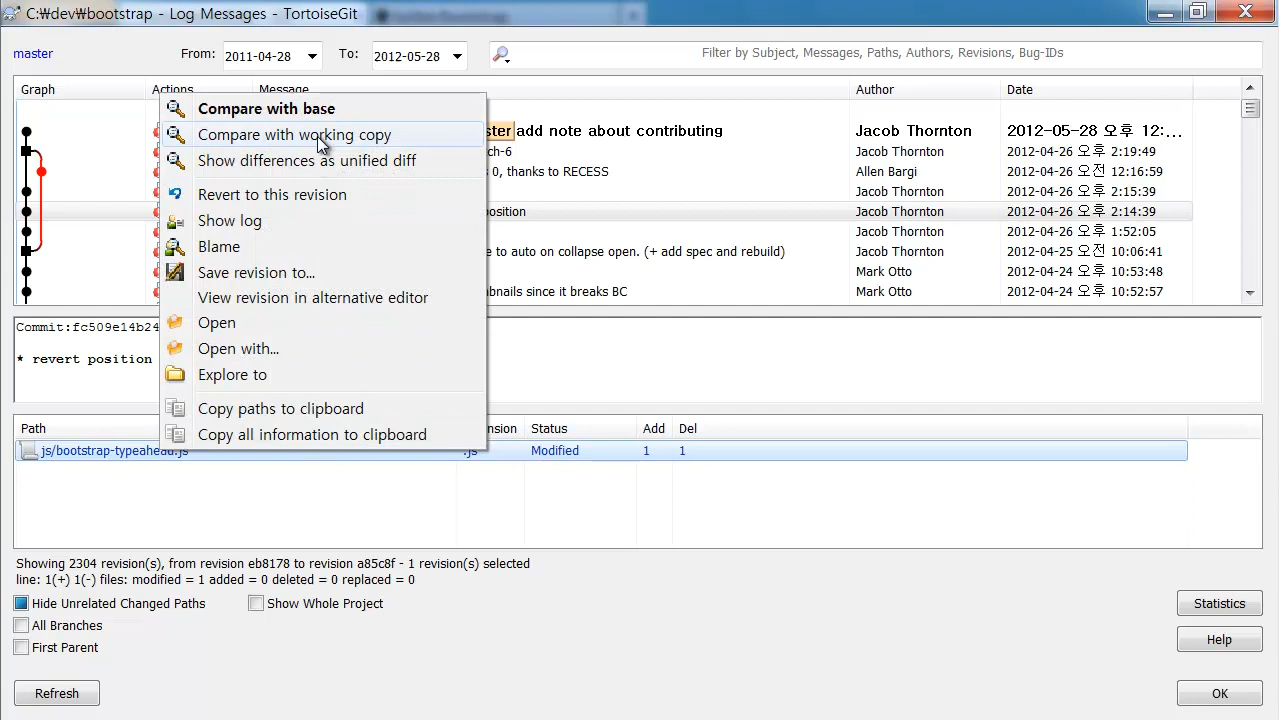 C:₩dev₩bootstrap - Log Messages - TortoiseGit
master
From: 2011-04-28
To: 2012-05-28
Filter by Subject, Messages, Paths, Authors, Revisions, Bug-IDs
Graph Actions Message Author Date
ster add note about contributing Jacob Thornton 2012-05-28 오후 12:...
ch-6 Jacob Thornton 2012-04-26 오후 2:19:49
s 0, thanks to RECESS Allen Bargi 2012-04-26 오전 12:16:59
Jacob Thornton 2012-04-26 오후 2:15:39
position Jacob Thornton 2012-04-26 오후 2:14:39
Jacob Thornton 2012-04-26 오후 1:52:05
e to auto on collapse open. (+ add spec and rebuild) Jacob Thornton 2012-04-25 오전 10:06:41
Mark Otto 2012-04-24 오후 10:53:48
bnails since it breaks BC Mark Otto 2012-04-24 오후 10:52:57
Compare with base
Compare with working copy
Show differences as unified diff
Revert to this revision
Show log
Blame
Save revision to...
View revision in alternative editor
Open
Open with...
Explore to
Copy paths to clipboard
Copy all information to clipboard
Commit:fc509e14b24
* revert position
Path nsion Status Add Del
js/bootstrap-typeahead.js .js Modified 1 1
Showing 2304 revision(s), from revision eb8178 to revision a85c8f - 1 revision(s) selected
line: 1(+) 1(-) files: modified = 1 added = 0 deleted = 0 replaced = 0
Hide Unrelated Changed Paths
Show Whole Project
Statistics
All Branches
Help
First Parent
Refresh
OK